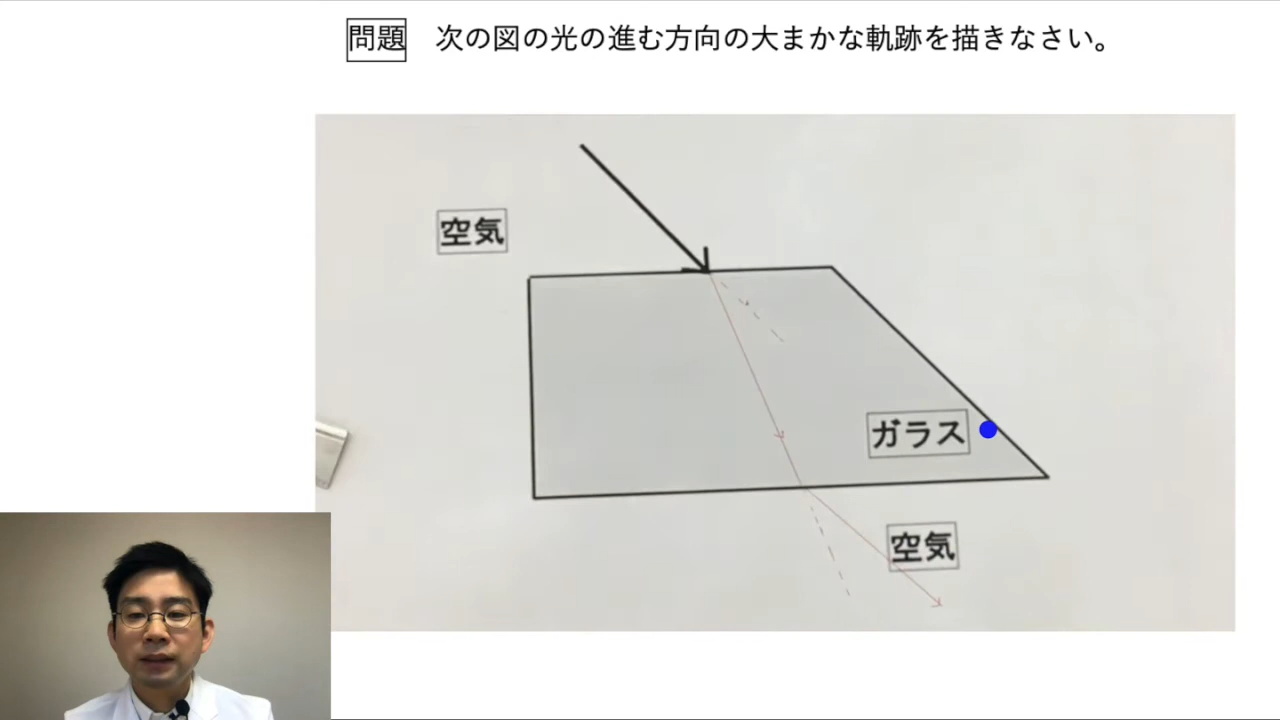 問題 次の図の光の進む方向の大まかな軌跡を描きなさい。
空気
ガラス
空気